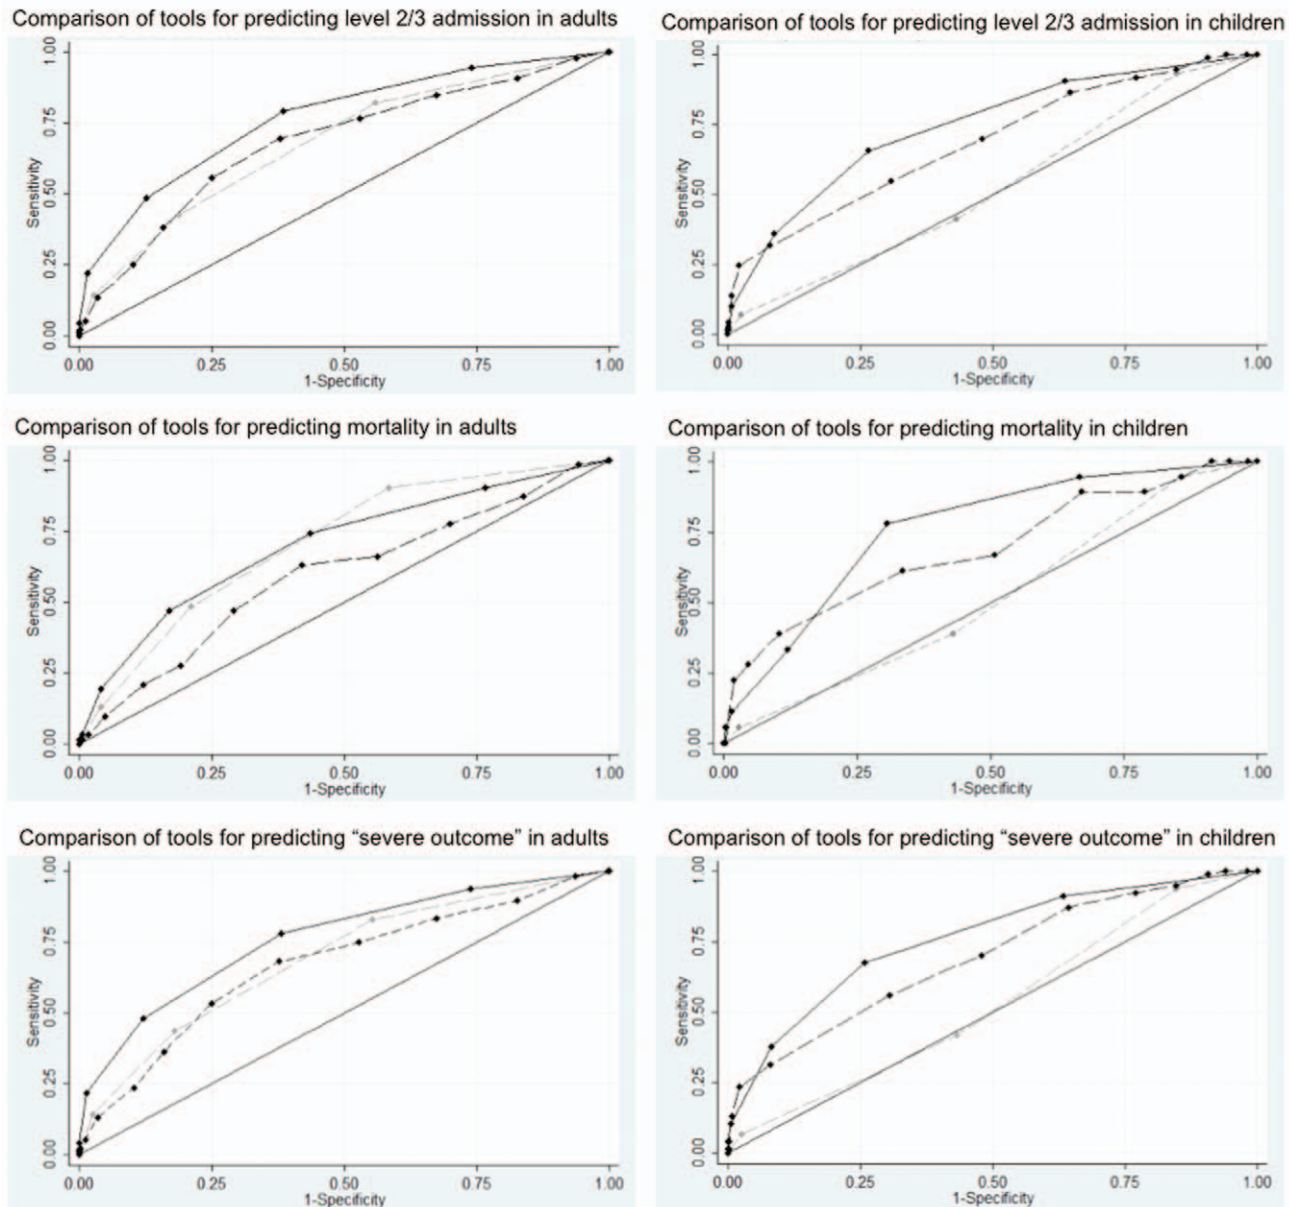 Comparison of tools for predicting level 2/3 admission in adults
Sensitivity
1.00
0.75
0.50
0.25
0.00
0.00 0.25 0.50 0.75 1.00
1-Specificity
Comparison of tools for predicting level 2/3 admission in children
Sensitivity
1.00
0.75
0.50
0.25
0.00
0.00 0.25 0.50 0.75 1.00
1-Specificity
Comparison of tools for predicting mortality in adults
Sensitivity
1.00
0.75
0.50
0.25
0.00
0.00 0.25 0.50 0.75 1.00
1-Specificity
Comparison of tools for predicting mortality in children
Sensitivity
1.00
0.75
0.50
0.25
0.00
0.00 0.25 0.50 0.75 1.00
1-Specificity
Comparison of tools for predicting “severe outcome” in adults
Sensitivity
1.00
0.75
0.50
0.25
0.00
0.00 0.25 0.50 0.75 1.00
1-Specificity
Comparison of tools for predicting “severe outcome” in children
Sensitivity
1.00
0.75
0.50
0.25
0.00
0.00 0.25 0.50 0.75 1.00
1-Specificity